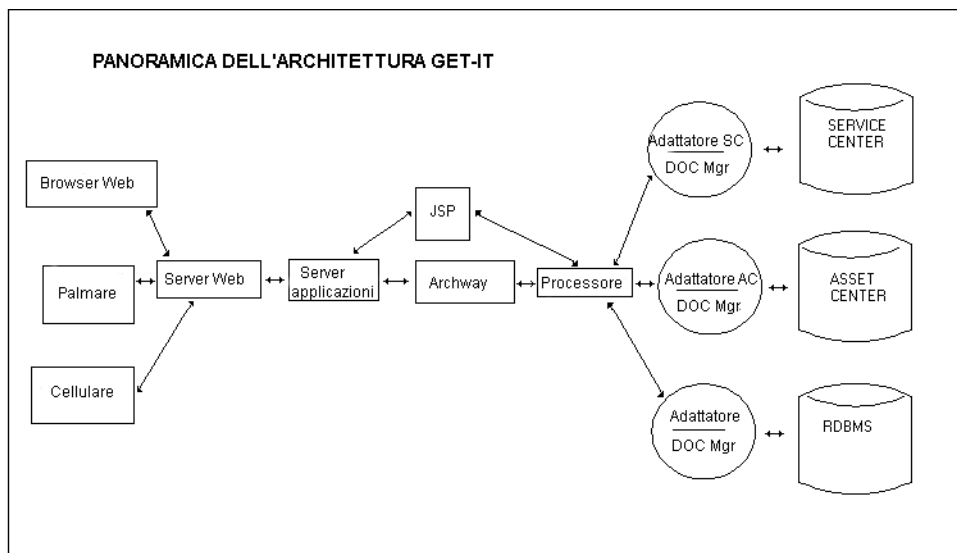 PANORAMICA DELL'ARCHITETTURA GET-IT
Browser Web
Palmare
Cellulare
Server Web
Server
applicazioni
JSP
Archway
Processore
Adattatore SC
DOC Mgr
SERVICE
CENTER
Adattatore AC
DOC Mgr
ASSET
CENTER
Adattatore
DOC Mgr
RDBMS